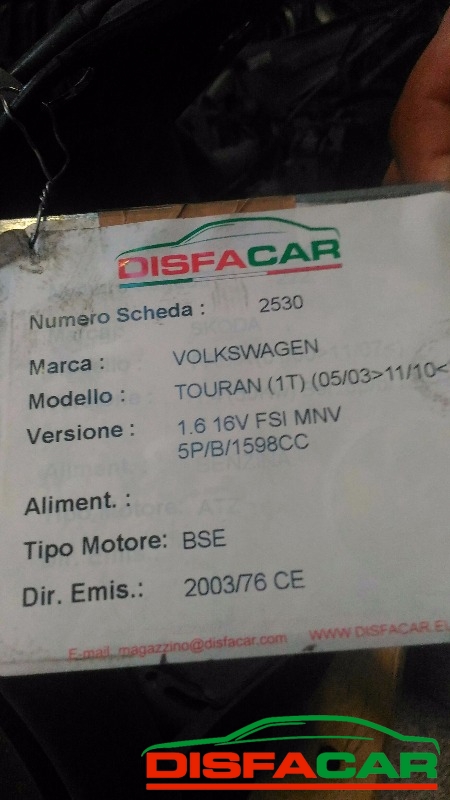 DISFACAR
Numero Scheda : 2530
Marca : VOLKSWAGEN
Modello : TOURAN (1T) (05/03>11/10<
Versione : 1.6 16V FSI MNV
5P/B/1598CC
Aliment. :
Tipo Motore: BSE
Dir. Emis.: 2003/76 CE
E-mail magazzino@disfacar.com WWW.DISFACAR.EU
DISFACAR